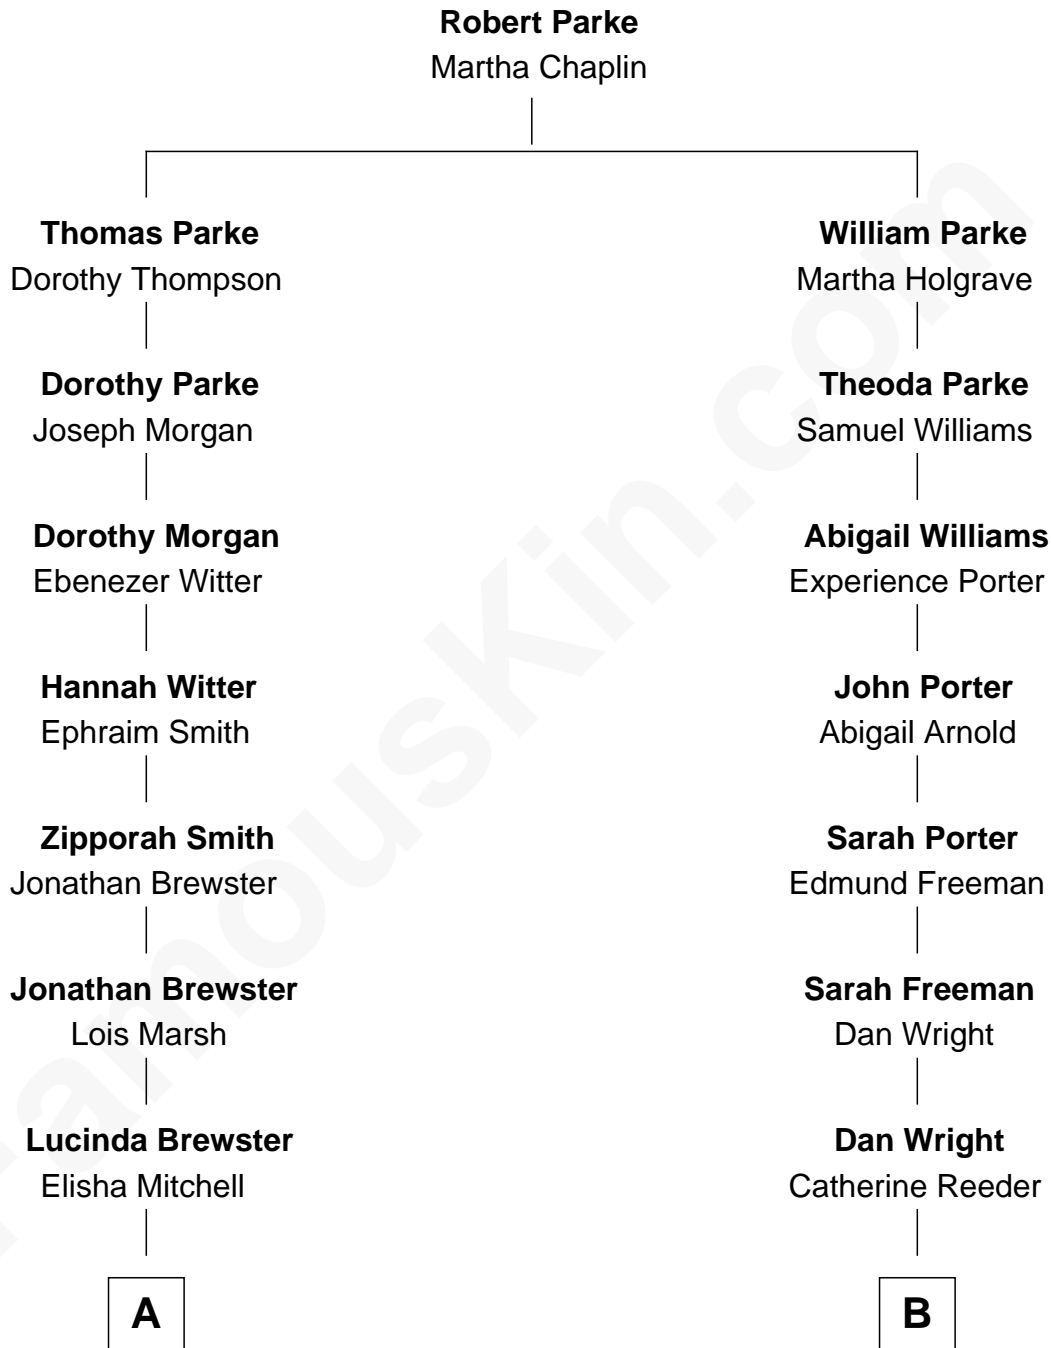 Robert Parke
Martha Chaplin
Thomas Parke
Dorothy Thompson
William Parke
Martha Holgrave
Dorothy Parke
Joseph Morgan
Theoda Parke
Samuel Williams
Dorothy Morgan
Ebenezer Witter
Abigail Williams
Experience Porter
Hannah Witter
Ephraim Smith
John Porter
Abigail Arnold
Zipporah Smith
Jonathan Brewster
Sarah Porter
Edmund Freeman
Jonathan Brewster
Lois Marsh
Sarah Freeman
Dan Wright
Lucinda Brewster
Elisha Mitchell
Dan Wright
Catherine Reeder
A
B
FamousKin.com